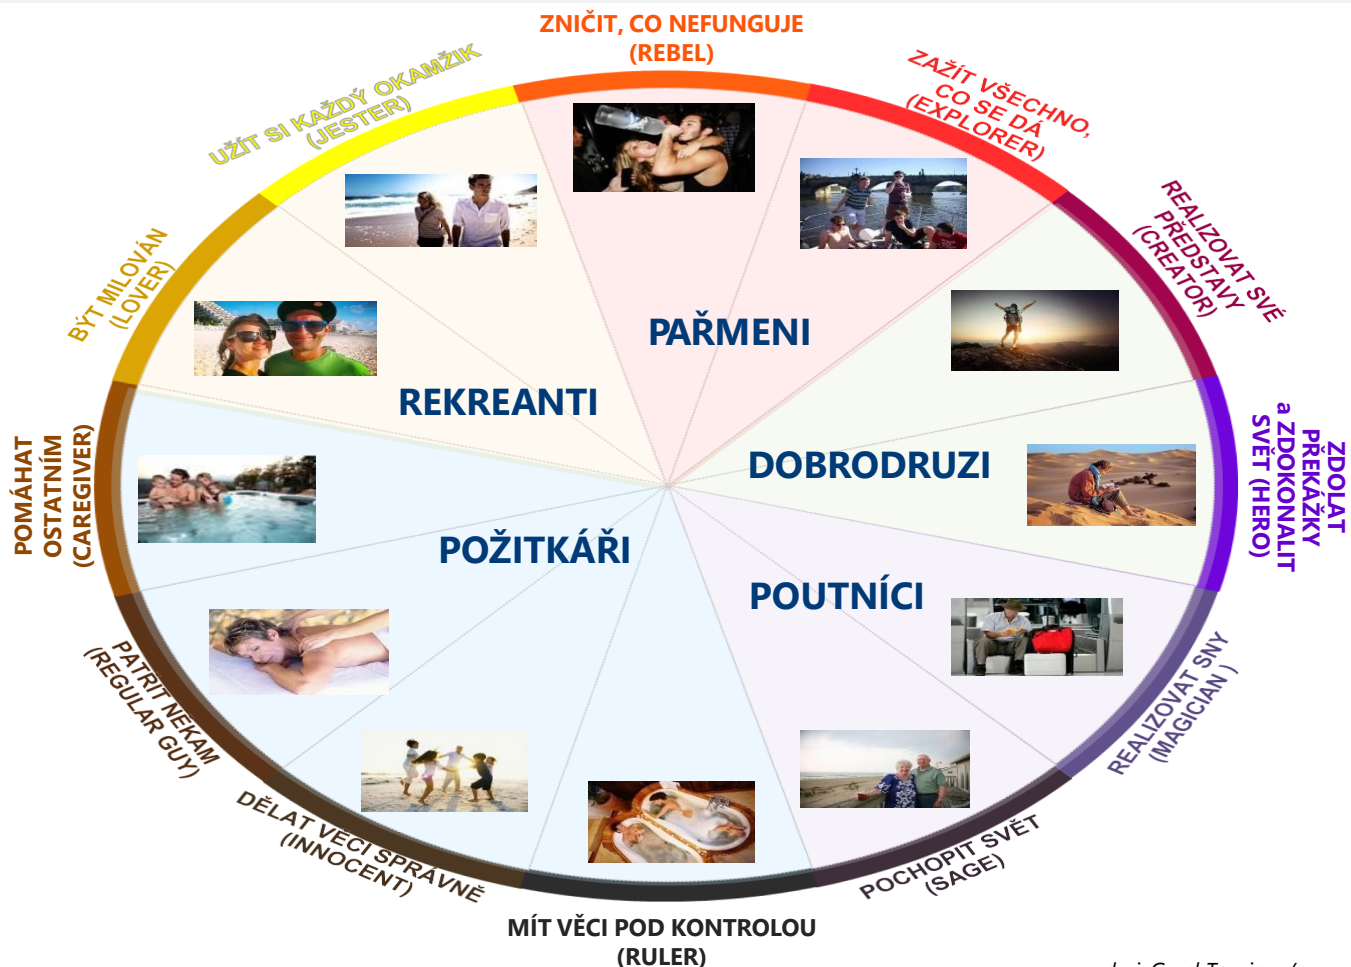 ZNIČIT, CO NEFUNGUJE
(REBEL)
ZAŽÍT VŠECHNO,
CO SE DÁ
(EXPLORER)
REALIZOVAT SVÉ
PŘEDSTAVY
(CREATOR)
ZDOLAT
PŘEKÁŽKY
a ZDOKONALIT
SVĚT (HERO)
REALIZOVAT SNY
(MAGICIAN )
POCHOPIT SVĚT
(SAGE)
MÍT VĚCI POD KONTROLOU
(RULER)
DĚLAT VĚCI SPRÁVNĚ
(INNOCENT)
PATŘIT NĚKAM
(REGULAR GUY)
POMÁHAT
OSTATNÍM
(CAREGIVER)
BÝT MILOVÁN
(LOVER)
UŽÍT SI KAŽDÝ OKAMŽIK
(JESTER)
PAŘMENI
REKREANTI
DOBRODRUZI
POŽITKÁŘI
POUTNÍCI